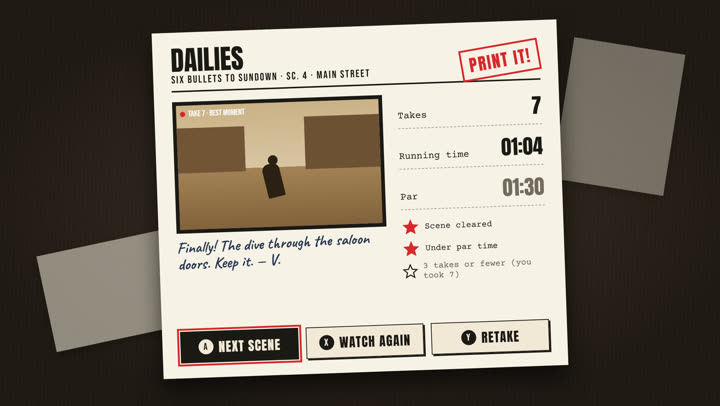 DAILIES
SIX BULLETS TO SUNDOWN · SC. 4 · MAIN STREET
PRINT IT!
TAKE 7 · BEST MOMENT
Finally! The dive through the saloon
doors. Keep it. – V.
Takes 7
Running time 01:04
Par 01:30
Scene cleared
Under par time
3 takes or fewer (you
took 7)
A NEXT SCENE
X WATCH AGAIN
Y RETAKE